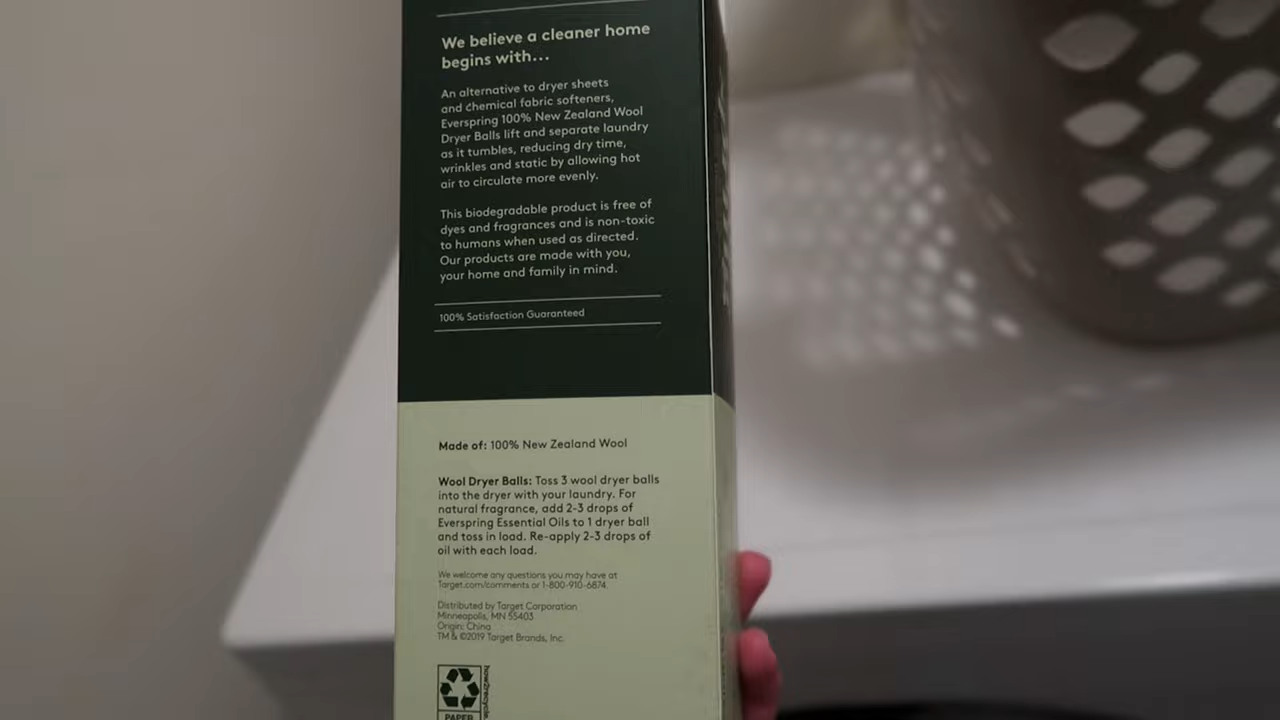 We believe a cleaner home
begins with...
An alternative to dryer sheets
and chemical fabric softeners,
Everspring 100% New Zealand Wool
Dryer Balls lift and separate laundry
as it tumbles, reducing dry time,
wrinkles and static by allowing hot
air to circulate more evenly.
This biodegradable product is free of
dyes and fragrances and is non-toxic
to humans when used as directed.
Our products are made with you,
your home and family in mind.
100% Satisfaction Guaranteed
Made of: 100% New Zealand Wool
Wool Dryer Balls: Toss 3 wool dryer balls
into the dryer with your laundry. For
natural fragrance, add 2-3 drops of
Everspring Essential Oils to 1 dryer ball
and toss in load. Re-apply 2-3 drops of
oil with each load.
We welcome any questions you may have at
Target.com/comments or 1-800-910-6874.
Distributed by Target Corporation
Minneapolis, MN 55403
Origin: China
TM & ©2019 Target Brands, Inc.
how2recycle.
PAPER